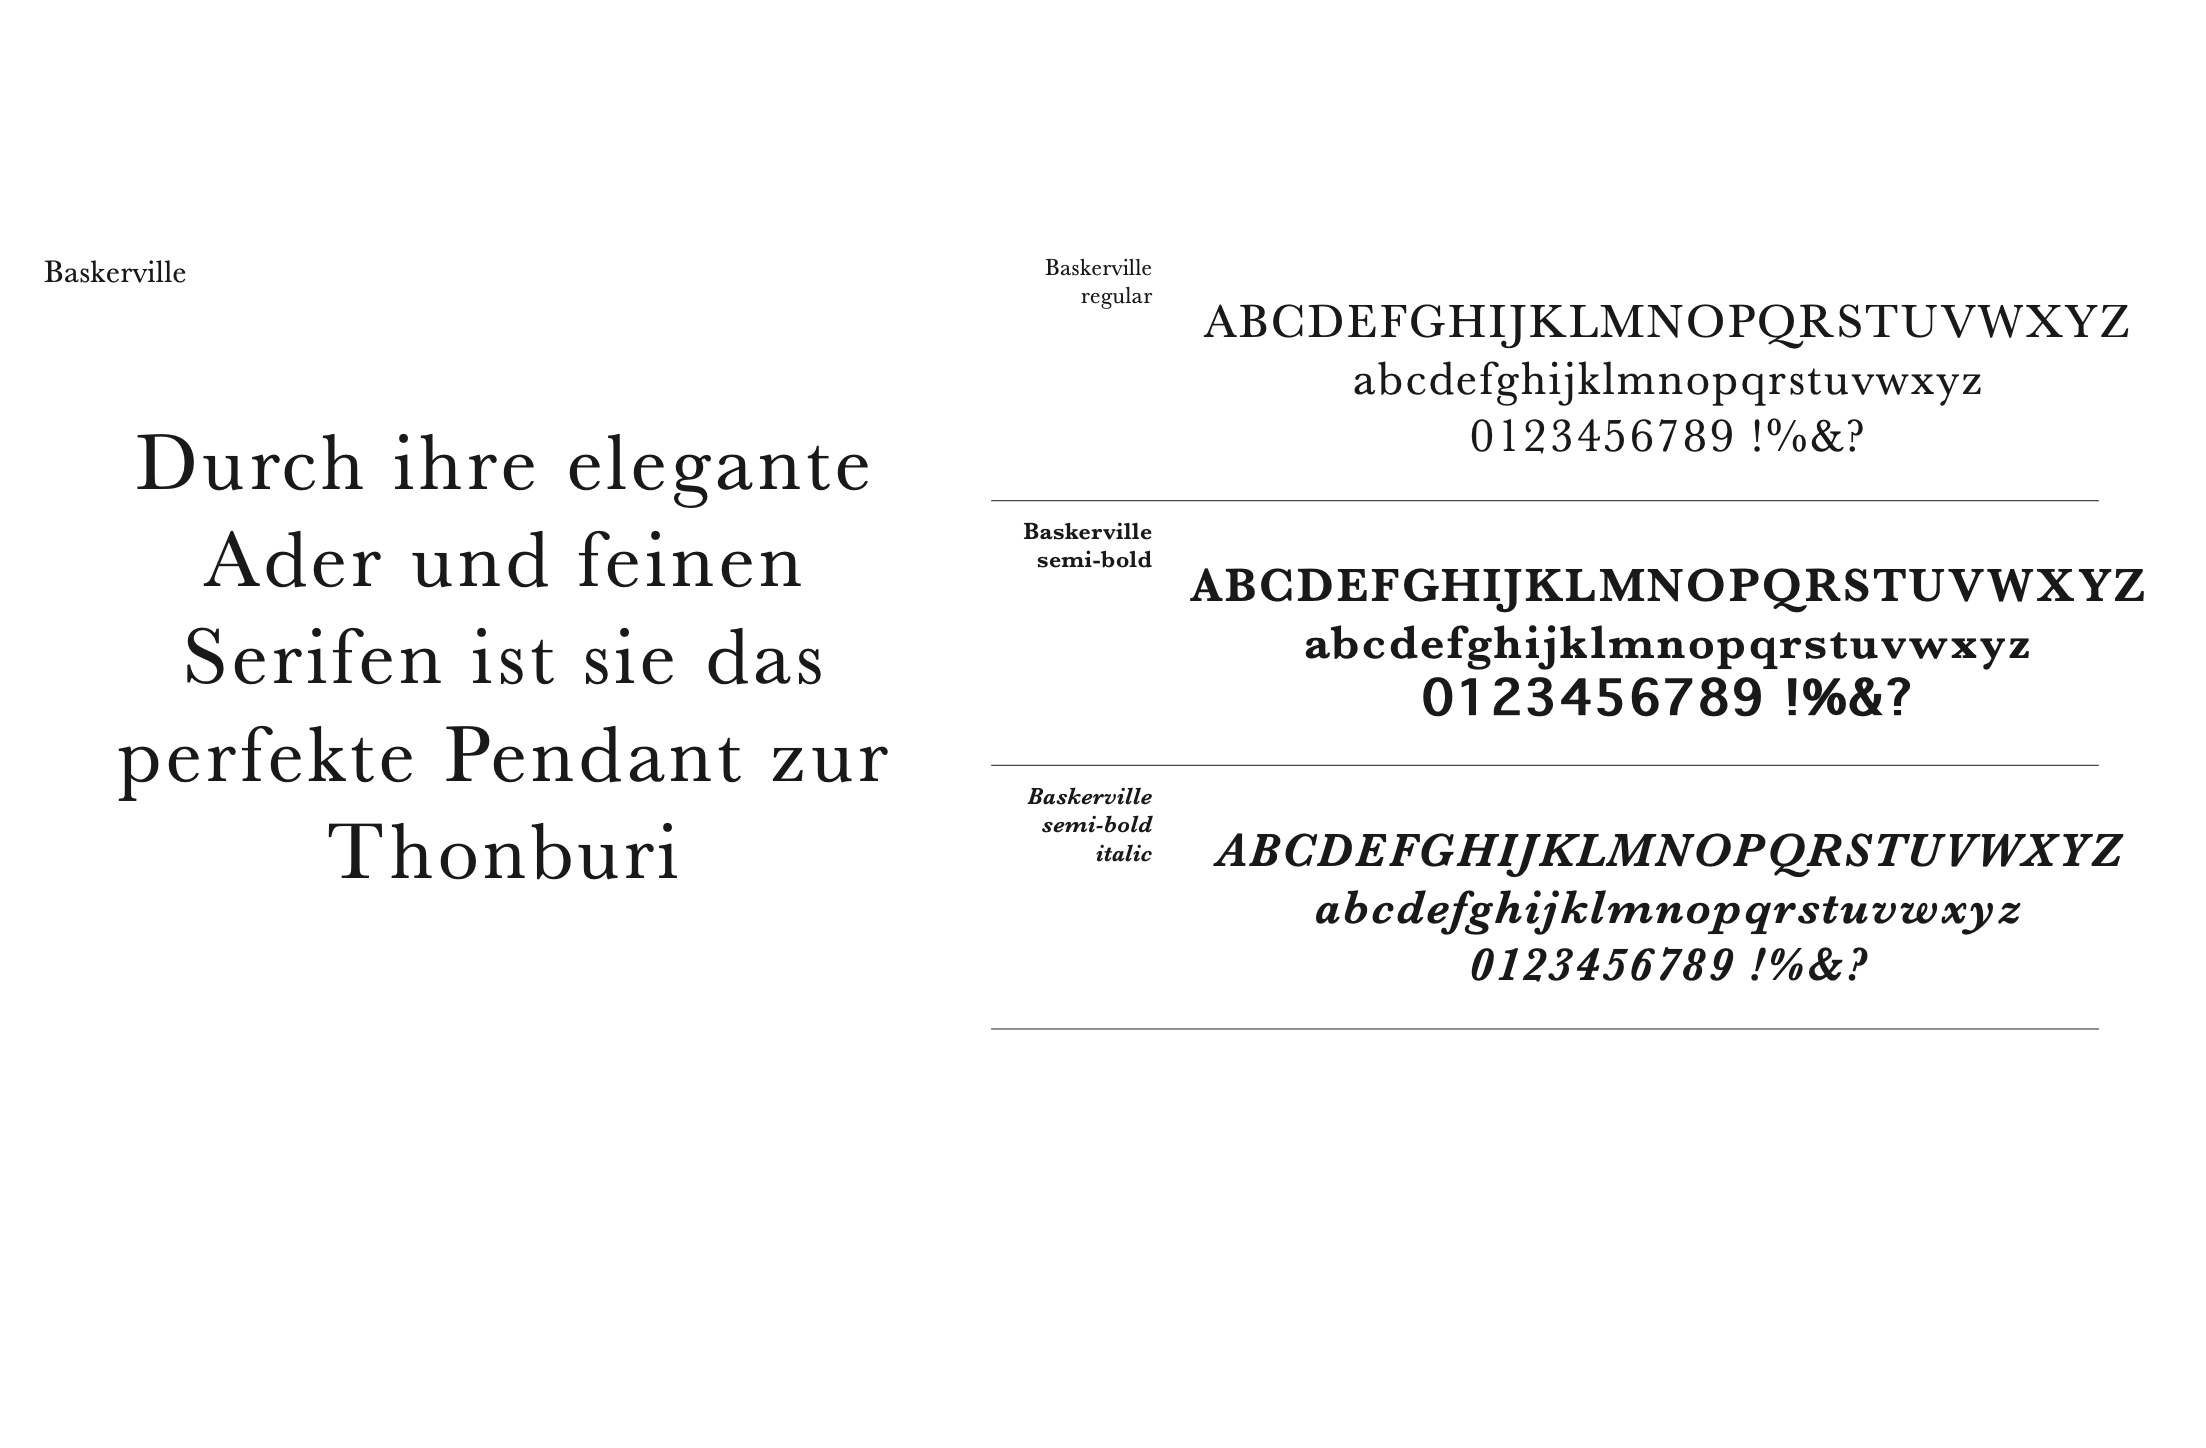 Baskerville
Durch ihre elegante
Ader und feinen
Serifen ist sie das
perfekte Pendant zur
Thonburi
Baskerville
regular
ABCDEFGHIJKLMNOPQRSTUVWXYZ
abcdefghijklmnopqrstuvwxyz
0123456789 !%&?
Baskerville
semi-bold
ABCDEFGHIJKLMNOPQRSTUVWXYZ
abcdefghijklmnopqrstuvwxyz
0123456789 !%&?
Baskerville
semi-bold
italic
ABCDEFGHIJKLMNOPQRSTUVWXYZ
abcdefghijklmnopqrstuvwxyz
0123456789 !%&?